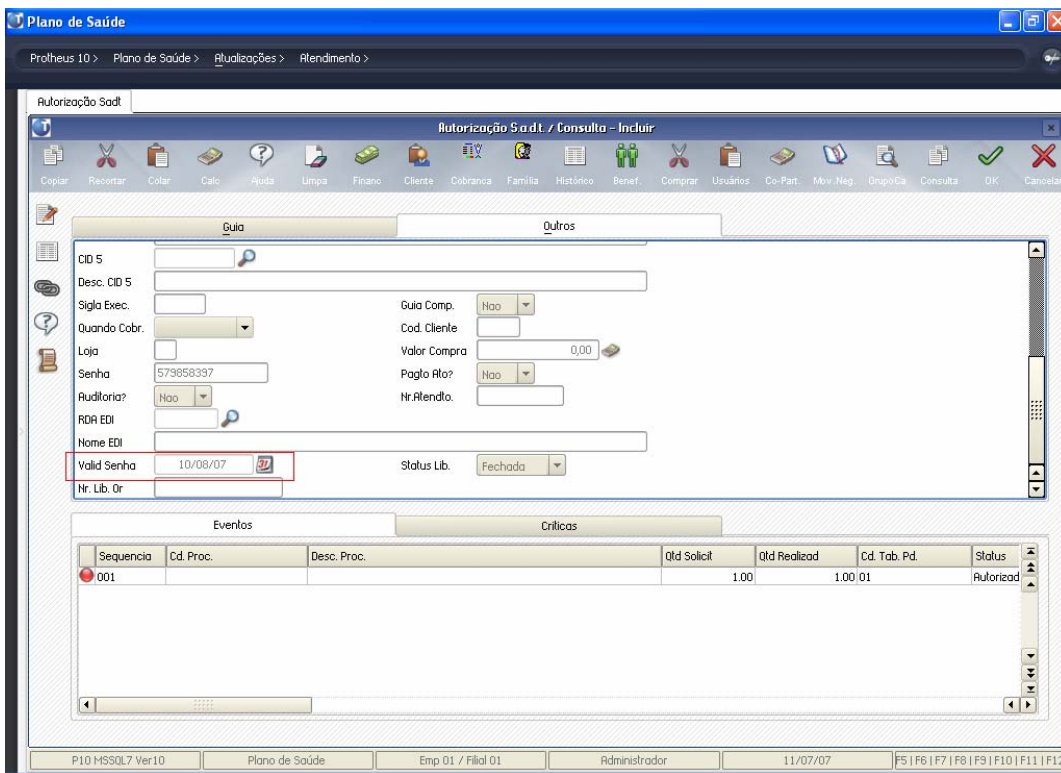 Plano de Saúde
Protheus 10 > Plano de Saúde > Atualizações > Atendimento >
Autorização Sadt
Autorização S.a.d.t. / Consulta - Incluir
Copiar Recortar Colar Calc Ajuda Limpa Financ Cliente Cobranca Família Histórico Benef. Comprar Usuários Co-Part. Mov.Neg. GrupoCa Consulta OK Cancela
Guia Outros
CID 5
Desc. CID 5
Sigla Exec. Guia Comp. Nao
Quando Cobr. Cod. Cliente
Loja Valor Compra 0,00
Senha 579858397 Pagto Ato? Nao
Auditoria? Nao Nr.Atendto.
RDA EDI
Nome EDI
Valid Senha 10/08/07 31 Status Lib. Fechada
Nr. Lib. Or
Eventos Críticas
Sequencia Cd. Proc. Desc. Proc. Qtd Solicit Qtd Realizad Cd. Tab. Pd. Status
001 1.00 1.00 01 Autorizad
P10 MSSQL7 Ver10 Plano de Saúde Emp 01 / Filial 01 Administrador 11/07/07 F5 | F6 | F7 | F8 | F9 | F10 | F11 | F12